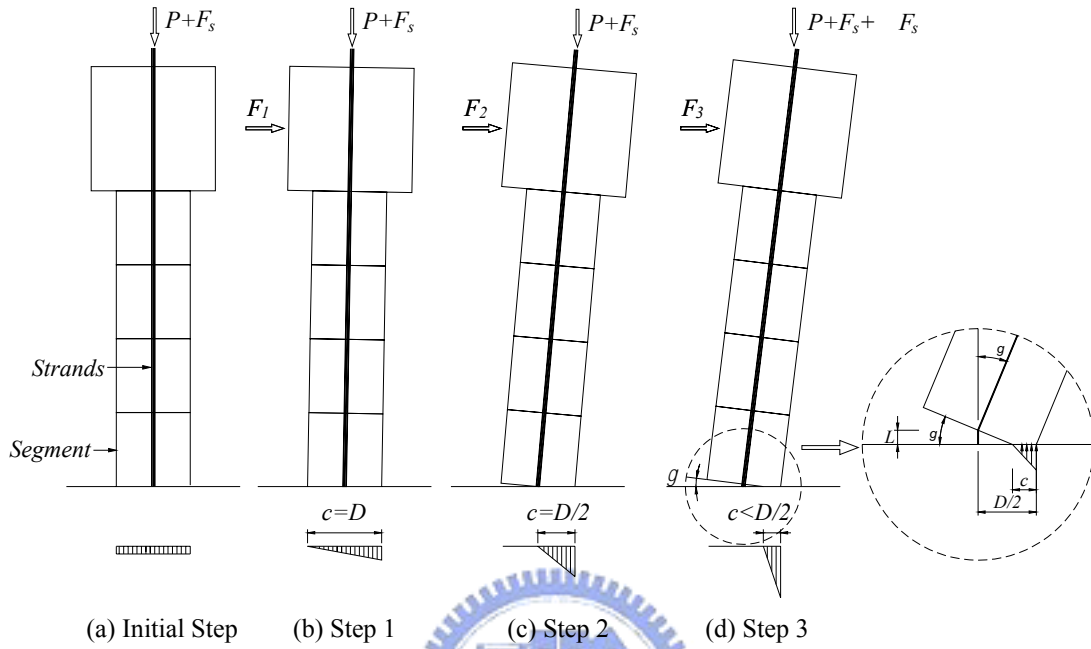 P+Fs
P+Fs
P+Fs
P+Fs+ Fs
F1
F2
F3
Strands
Segment
g
g
g
L
c
D/2
c=D
c=D/2
c<D/2
(a) Initial Step
(b) Step 1
(c) Step 2
(d) Step 3